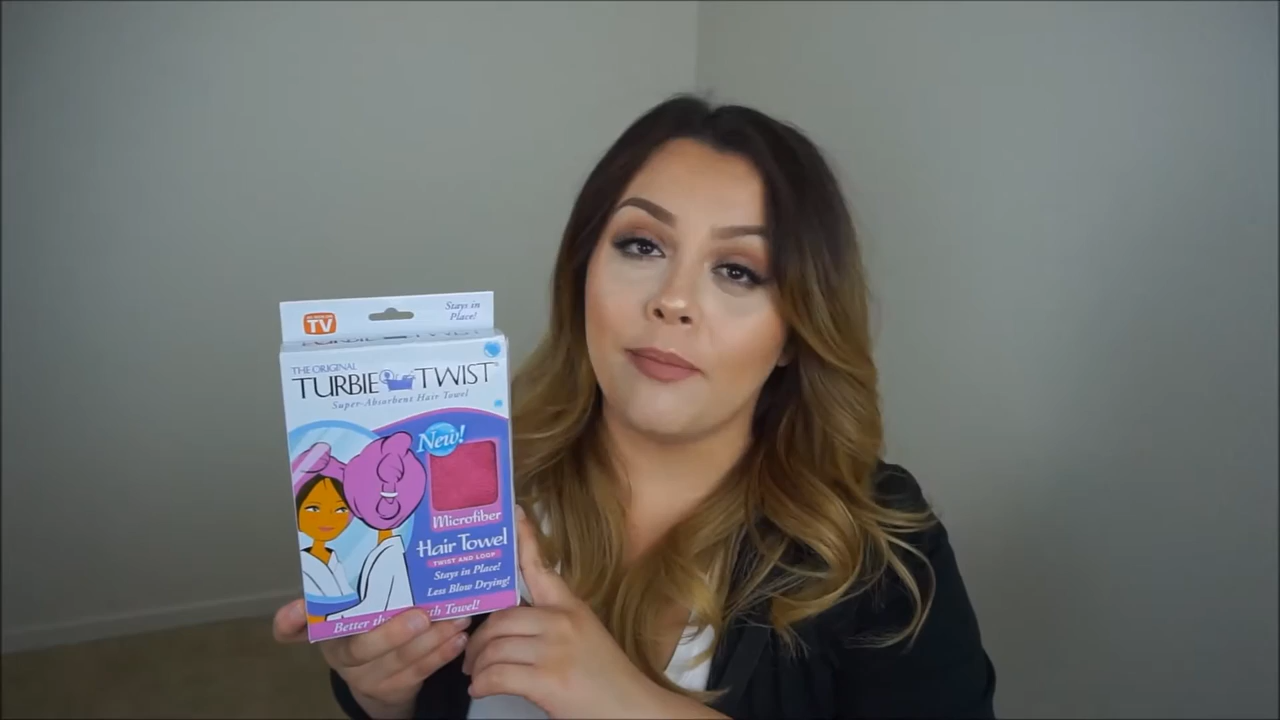 TV
Stays in
Place!
THE ORIGINAL
TURBIE TWIST
Super-Absorbent Hair Towel
New!
Microfiber
Hair Towel
TWIST AND LOOP
Stays in Place!
Less Blow Drying!
Better Towel!